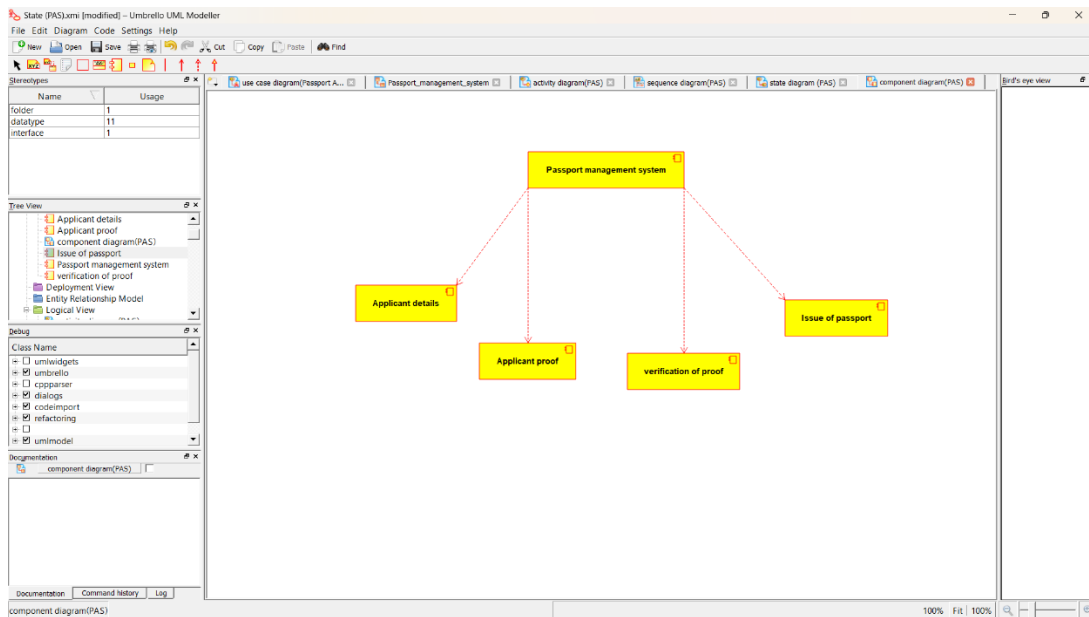 State (PAS).xmi [modified] – Umbrello UML Modeller
File Edit Diagram Code Settings Help
New Open Save Cut Copy Paste Find
Stereotypes
Name Usage
folder 1
datatype 11
interface 1
Tree View
Applicant details
Applicant proof
component diagram(PAS)
Issue of passport
Passport management system
verification of proof
Deployment View
Entity Relationship Model
Logical View
Debug
Class Name
umlwidgets
umbrello
cppparser
dialogs
codeimport
refactoring
umlmodel
Documentation
component diagram(PAS)
Documentation Command history Log
component diagram(PAS)
use case diagram(Passport A... Passport_management_system activity diagram(PAS) sequence diagram(PAS) state diagram (PAS) component diagram(PAS)
Passport management system
Applicant details
Issue of passport
Applicant proof
verification of proof
Bird's eye view
100% Fit 100%